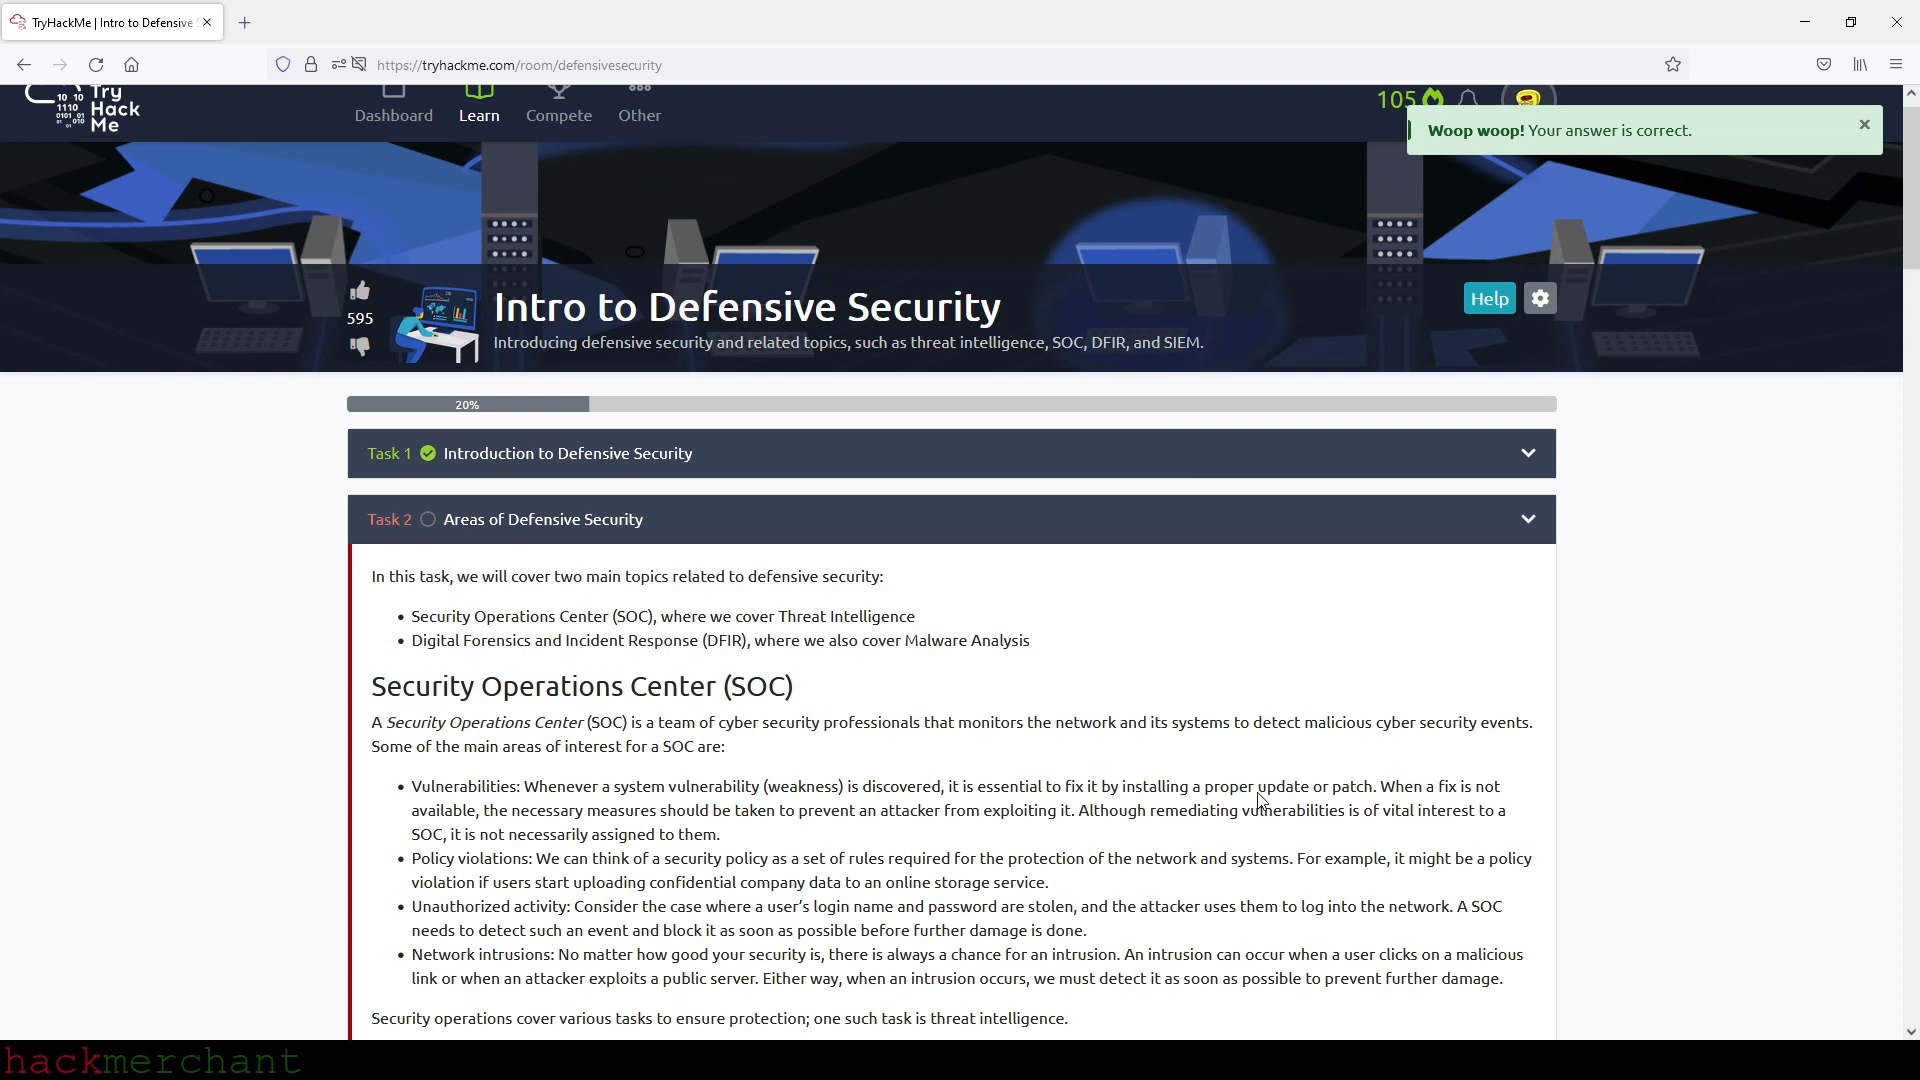 TryHackMe | Intro to Defensive
https://tryhackme.com/room/defensivesecurity
Try
Hack
Me
10 10
1110
0101 01
Dashboard
Learn
Compete
Other
105
Woop woop! Your answer is correct.
595
Intro to Defensive Security
Introducing defensive security and related topics, such as threat intelligence, SOC, DFIR, and SIEM.
Help
20%
Task 1 Introduction to Defensive Security
Task 2 Areas of Defensive Security
In this task, we will cover two main topics related to defensive security:
• Security Operations Center (SOC), where we cover Threat Intelligence
• Digital Forensics and Incident Response (DFIR), where we also cover Malware Analysis
Security Operations Center (SOC)
A Security Operations Center (SOC) is a team of cyber security professionals that monitors the network and its systems to detect malicious cyber security events.
Some of the main areas of interest for a SOC are:
• Vulnerabilities: Whenever a system vulnerability (weakness) is discovered, it is essential to fix it by installing a proper update or patch. When a fix is not
available, the necessary measures should be taken to prevent an attacker from exploiting it. Although remediating vulnerabilities is of vital interest to a
SOC, it is not necessarily assigned to them.
• Policy violations: We can think of a security policy as a set of rules required for the protection of the network and systems. For example, it might be a policy
violation if users start uploading confidential company data to an online storage service.
• Unauthorized activity: Consider the case where a user’s login name and password are stolen, and the attacker uses them to log into the network. A SOC
needs to detect such an event and block it as soon as possible before further damage is done.
• Network intrusions: No matter how good your security is, there is always a chance for an intrusion. An intrusion can occur when a user clicks on a malicious
link or when an attacker exploits a public server. Either way, when an intrusion occurs, we must detect it as soon as possible to prevent further damage.
Security operations cover various tasks to ensure protection; one such task is threat intelligence.
hackmerchant